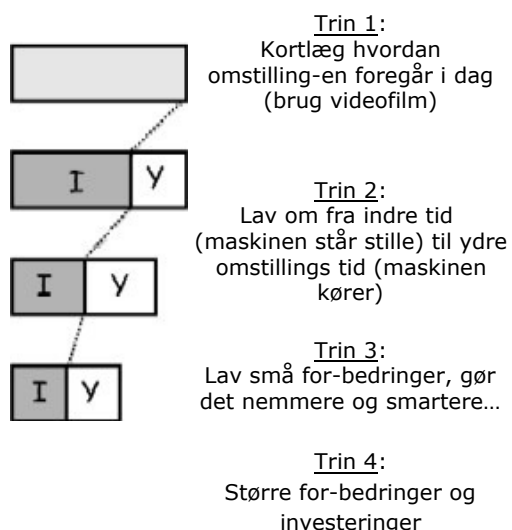 Trin 1:
Kortlæg hvordan
omstilling-en foregår i dag
(brug videofilm)
I Y
Trin 2:
Lav om fra indre tid
(maskinen står stille) til ydre
omstillings tid (maskinen
kører)
I Y
Trin 3:
Lav små for-bedringer, gør
det nemmere og smartere…
I Y
Trin 4:
Større for-bedringer og
investeringer